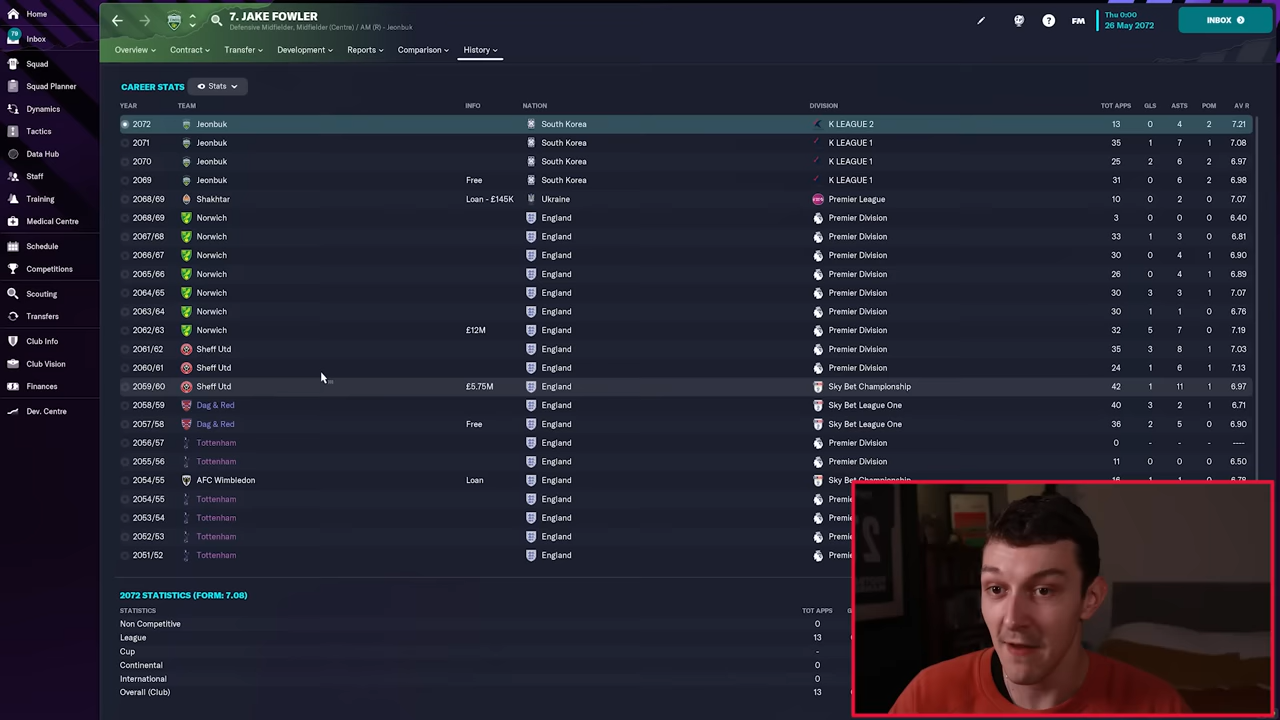 Home
7. JAKE FOWLER
Defensive Midfielder, Midfielder (Centre) / AM (R) - Jeonbuk
FM
Thu 0:00
26 May 2072
INBOX
79
Inbox
Squad
Squad Planner
Dynamics
Tactics
Data Hub
Staff
Training
Medical Centre
Schedule
Competitions
Scouting
Transfers
Club Info
Club Vision
Finances
Dev. Centre
Overview Contract Transfer Development Reports Comparison History
CAREER STATS Stats
YEAR TEAM INFO NATION DIVISION TOT APPS GLS ASTS POM AV R
2072 Jeonbuk South Korea K LEAGUE 2 13 0 4 2 7.21
2071 Jeonbuk South Korea K LEAGUE 1 35 1 7 1 7.08
2070 Jeonbuk South Korea K LEAGUE 1 25 2 6 2 6.97
2069 Jeonbuk Free South Korea K LEAGUE 1 31 0 6 2 6.98
2068/69 Shakhtar Loan - £145K Ukraine Premier League 10 0 2 0 7.07
2068/69 Norwich England Premier Division 3 0 0 0 6.40
2067/68 Norwich England Premier Division 33 1 3 0 6.81
2066/67 Norwich England Premier Division 30 0 4 1 6.90
2065/66 Norwich England Premier Division 26 0 4 1 6.89
2064/65 Norwich England Premier Division 30 3 3 1 7.07
2063/64 Norwich England Premier Division 30 1 1 0 6.76
2062/63 Norwich £12M England Premier Division 32 5 7 0 7.19
2061/62 Sheff Utd England Premier Division 35 3 8 1 7.03
2060/61 Sheff Utd England Premier Division 24 1 6 1 7.13
2059/60 Sheff Utd £5.75M England Sky Bet Championship 42 1 11 1 6.97
2058/59 Dag & Red England Sky Bet League One 40 3 2 1 6.71
2057/58 Dag & Red Free England Sky Bet League One 36 2 5 0 6.90
2056/57 Tottenham England Premier Division 0 - - - ----
2055/56 Tottenham England Premier Division 11 0 0 0 6.50
2054/55 AFC Wimbledon Loan England Sky Bet Championship
2054/55 Tottenham England Premi
2053/54 Tottenham England Premi
2052/53 Tottenham England Premi
2051/52 Tottenham England Premi
2072 STATISTICS (FORM: 7.08)
STATISTICS TOT APPS
Non Competitive 0
League 13
Cup -
Continental 0
International 0
Overall (Club) 13